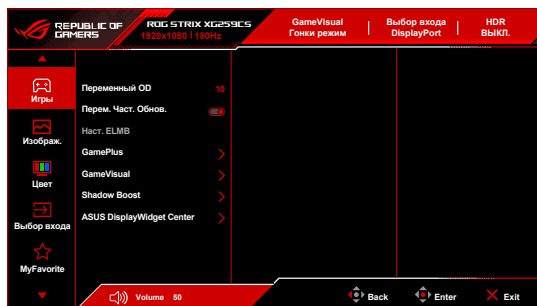 REPUBLIC OF
GAMERS
ROG STRIX XG259CS
1920x1080 | 180Hz
GameVisual
Гонки режим
Выбор входа
DisplayPort
HDR
ВЫКЛ.
Игры
Изображ.
Цвет
Выбор входа
MyFavorite
Переменный OD 10
Перем. Част. Обнов.
Наст. ELMB
GamePlus
GameVisual
Shadow Boost
ASUS DisplayWidget Center
Volume 50
Back
Enter
Exit